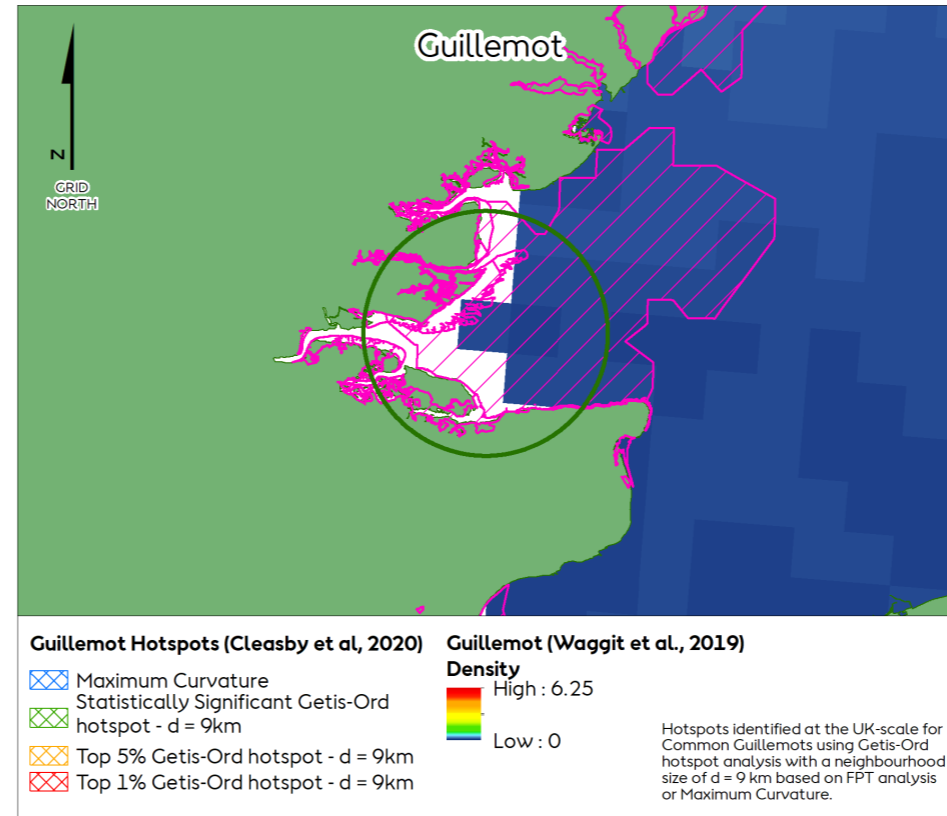 Guillemot
N
GRID
NORTH
Guillemot Hotspots (Cleasby et al, 2020)
Maximum Curvature
Statistically Significant Getis-Ord
hotspot - d = 9km
Top 5% Getis-Ord hotspot - d = 9km
Top 1% Getis-Ord hotspot - d = 9km
Guillemot (Waggit et al., 2019)
Density
High : 6.25
Low : 0
Hotspots identified at the UK-scale for
Common Guillemots using Getis-Ord
hotspot analysis with a neighbourhood
size of d = 9 km based on FPT analysis
or Maximum Curvature.